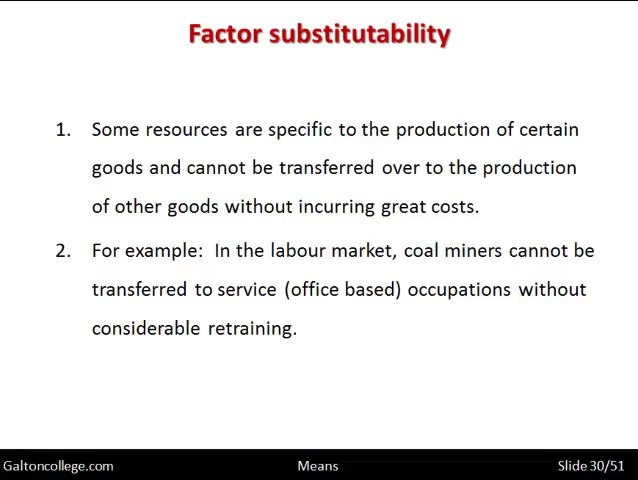 Factor substitutability
1. Some resources are specific to the production of certain
goods and cannot be transferred over to the production
of other goods without incurring great costs.
2. For example: In the labour market, coal miners cannot be
transferred to service (office based) occupations without
considerable retraining.
Galtoncollege.com Means Slide 30/51